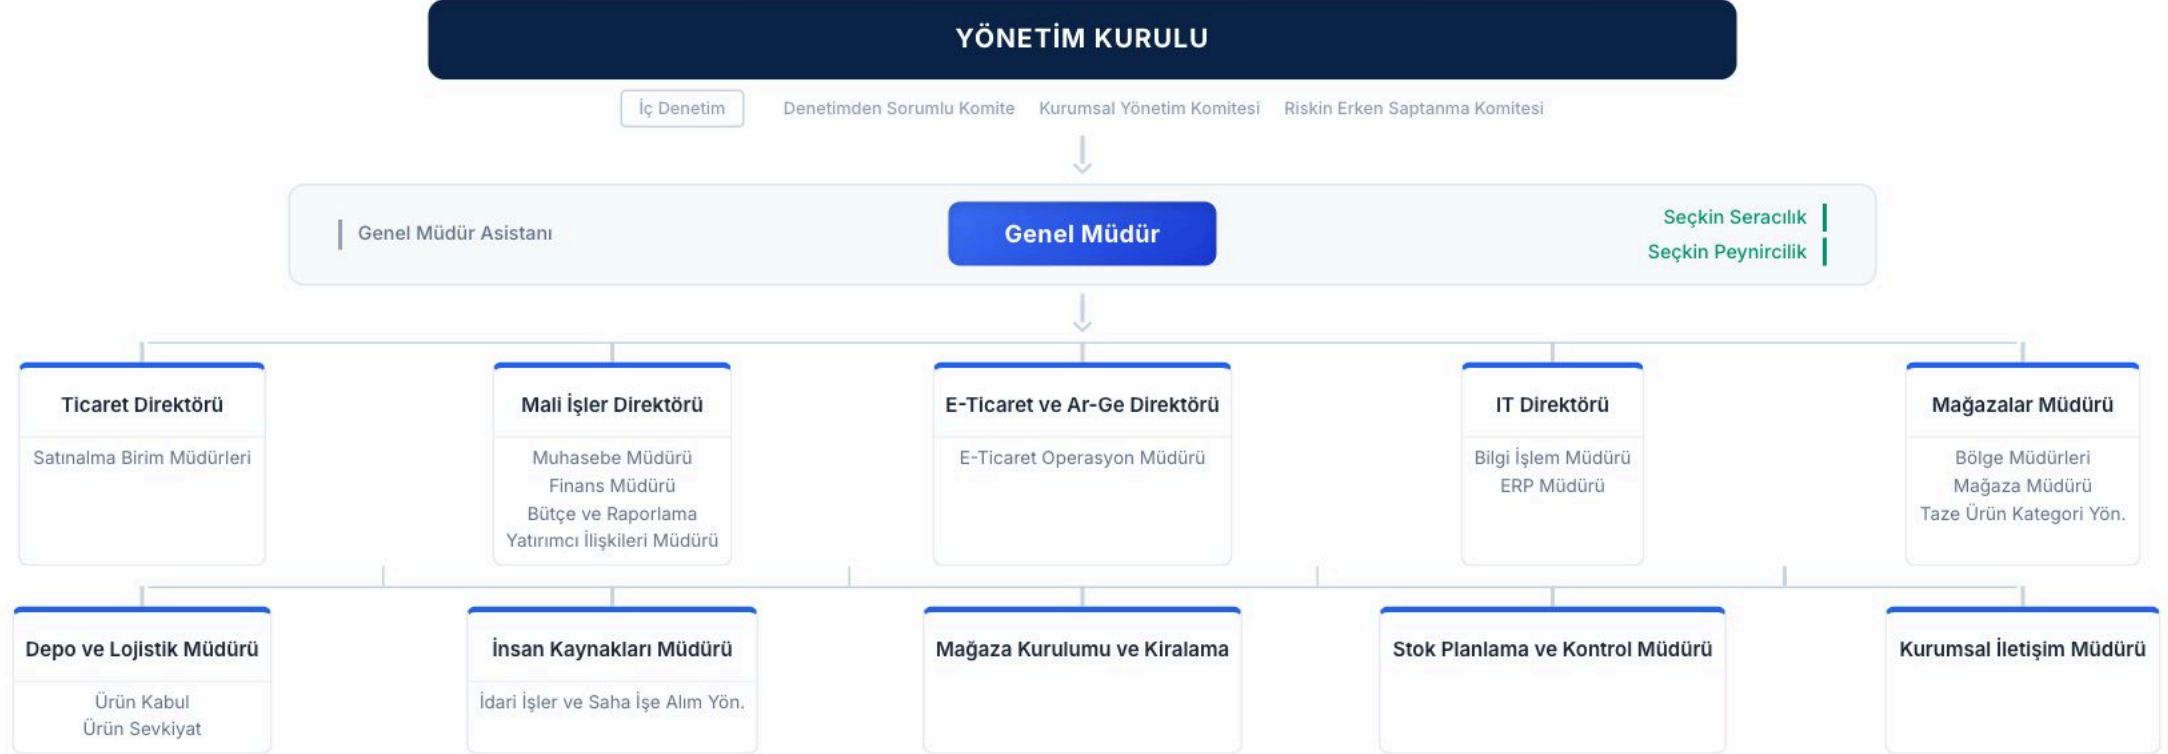 YÖNETİM KURULU
İç Denetim
Denetimden Sorumlu Komite
Kurumsal Yönetim Komitesi
Riskin Erken Saptanma Komitesi
Genel Müdür Asistanı
Genel Müdür
Seçkin Seracılık
Seçkin Peynircilik
Ticaret Direktörü
Satınalma Birim Müdürleri
Mali İşler Direktörü
Muhasebe Müdürü
Finans Müdürü
Bütçe ve Raporlama
Yatırımcı İlişkileri Müdürü
E-Ticaret ve Ar-Ge Direktörü
E-Ticaret Operasyon Müdürü
IT Direktörü
Bilgi İşlem Müdürü
ERP Müdürü
Mağazalar Müdürü
Bölge Müdürleri
Mağaza Müdürü
Taze Ürün Kategori Yön.
Depo ve Lojistik Müdürü
Ürün Kabul
Ürün Sevkiyat
İnsan Kaynakları Müdürü
İdari İşler ve Saha İşe Alım Yön.
Mağaza Kurulumu ve Kiralama
Stok Planlama ve Kontrol Müdürü
Kurumsal İletişim Müdürü